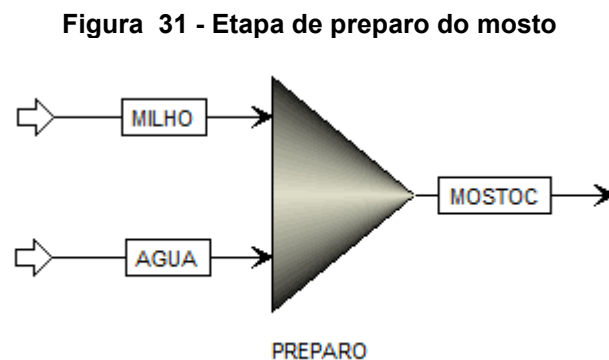 Figura 31 - Etapa de preparo do mosto
MILHO
MOSTOC
AGUA
PREPARO